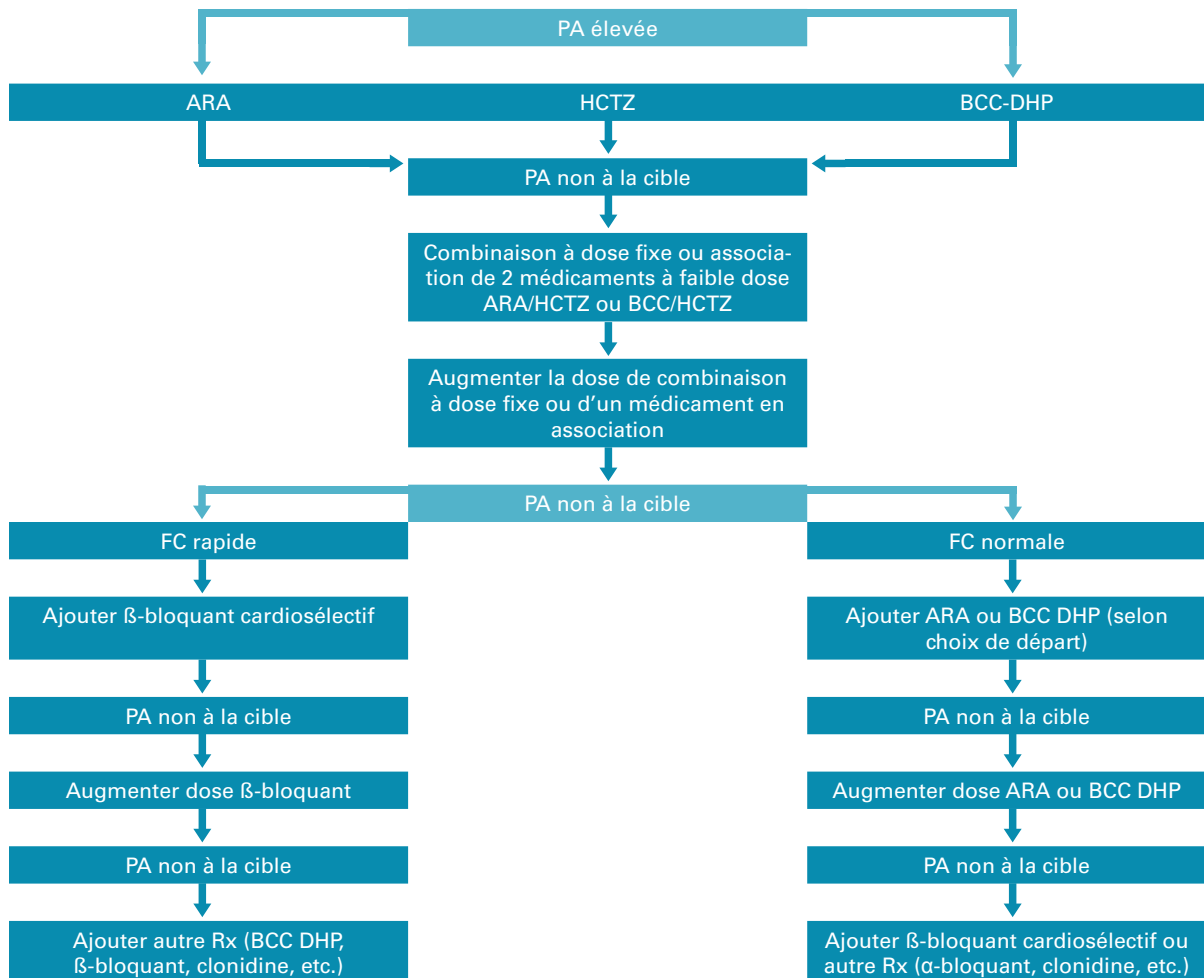 PA élevée
ARA
HCTZ
BCC-DHP
PA non à la cible
Combinaison à dose fixe ou associa-
tion de 2 médicaments à faible dose
ARA/HCTZ ou BCC/HCTZ
Augmenter la dose de combinaison
à dose fixe ou d'un médicament en
association
PA non à la cible
FC rapide
Ajouter ß-bloquant cardiosélectif
PA non à la cible
Augmenter dose ß-bloquant
PA non à la cible
Ajouter autre Rx (BCC DHP,
ß-bloquant, clonidine, etc.)
FC normale
Ajouter ARA ou BCC DHP (selon
choix de départ)
PA non à la cible
Augmenter dose ARA ou BCC DHP
PA non à la cible
Ajouter ß-bloquant cardiosélectif ou
autre Rx (α-bloquant, clonidine, etc.)